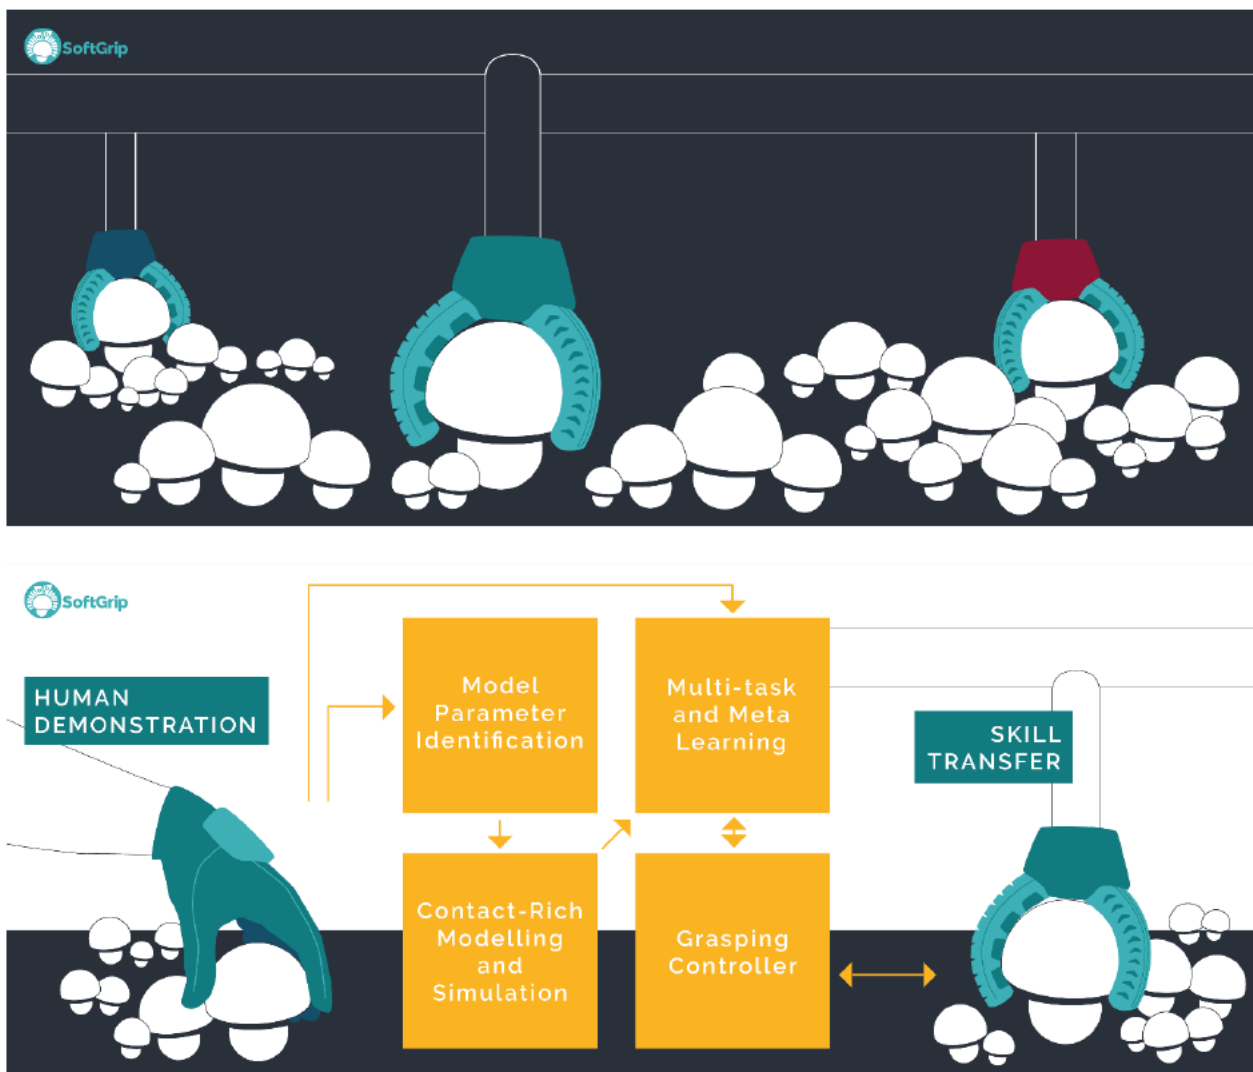 SoftGrip
SoftGrip
HUMAN
DEMONSTRATION
Model
Parameter
Identification
Multi-task
and Meta
Learning
SKILL
TRANSFER
Contact-Rich
Modelling
and
Simulation
Grasping
Controller